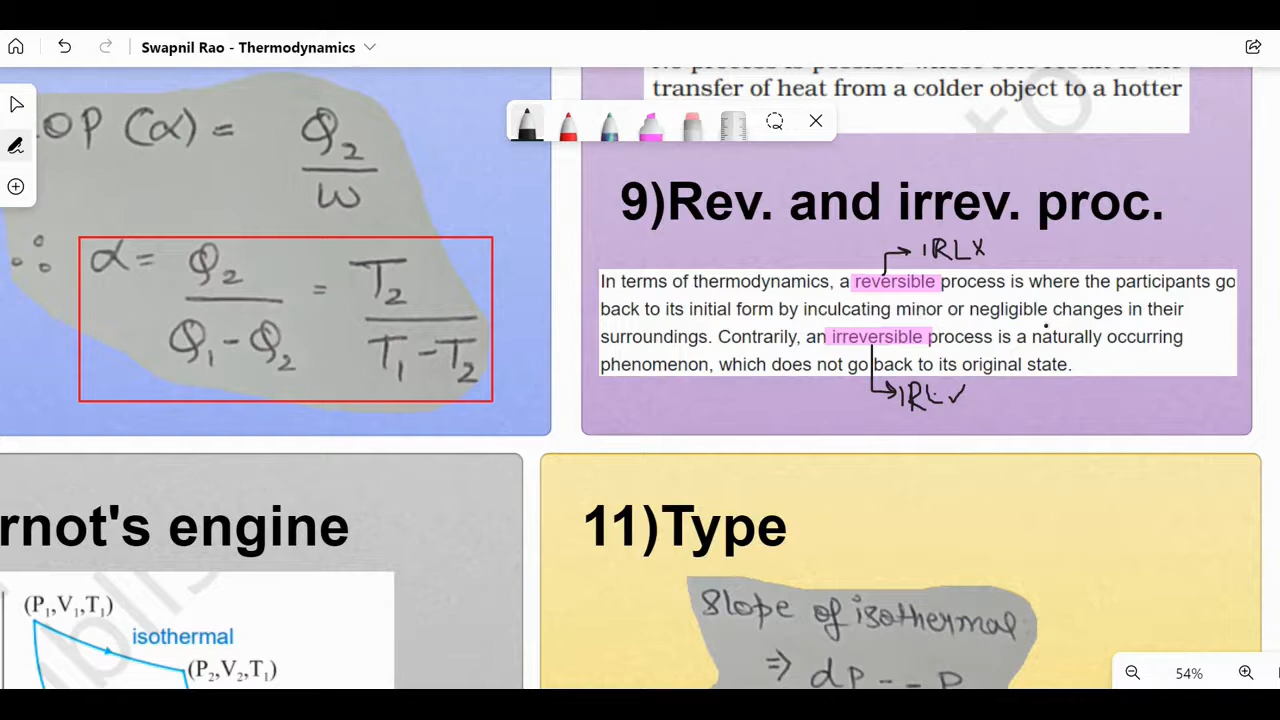 Swapnil Rao - Thermodynamics
transfer of heat from a colder object to a hotter
OP (α) = Q₂ / W
∴ α = Q₂ / Q₁ - Q₂ = T₂ / T₁ - T₂
9)Rev. and irrev. proc.
IRL X
In terms of thermodynamics, a reversible process is where the participants go
back to its initial form by inculcating minor or negligible changes in their
surroundings. Contrarily, an irreversible process is a naturally occurring
phenomenon, which does not go back to its original state.
IRL ✓
rnot's engine
(P₁,V₁,T₁)
isothermal
(P₂,V₂,T₁)
11)Type
Slope of isothermal
⇒ dP = - P
54%